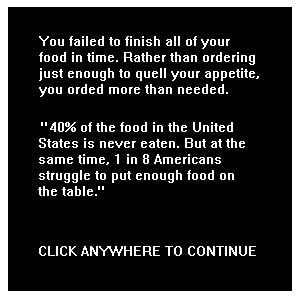 You failed to finish all of your
food in time. Rather than ordering
just enough to quell your appetite,
you orded more than needed.
"40% of the food in the United
States is never eaten. But at the
same time, 1 in 8 Americans
struggle to put enough food on
the table."
CLICK ANYWHERE TO CONTINUE